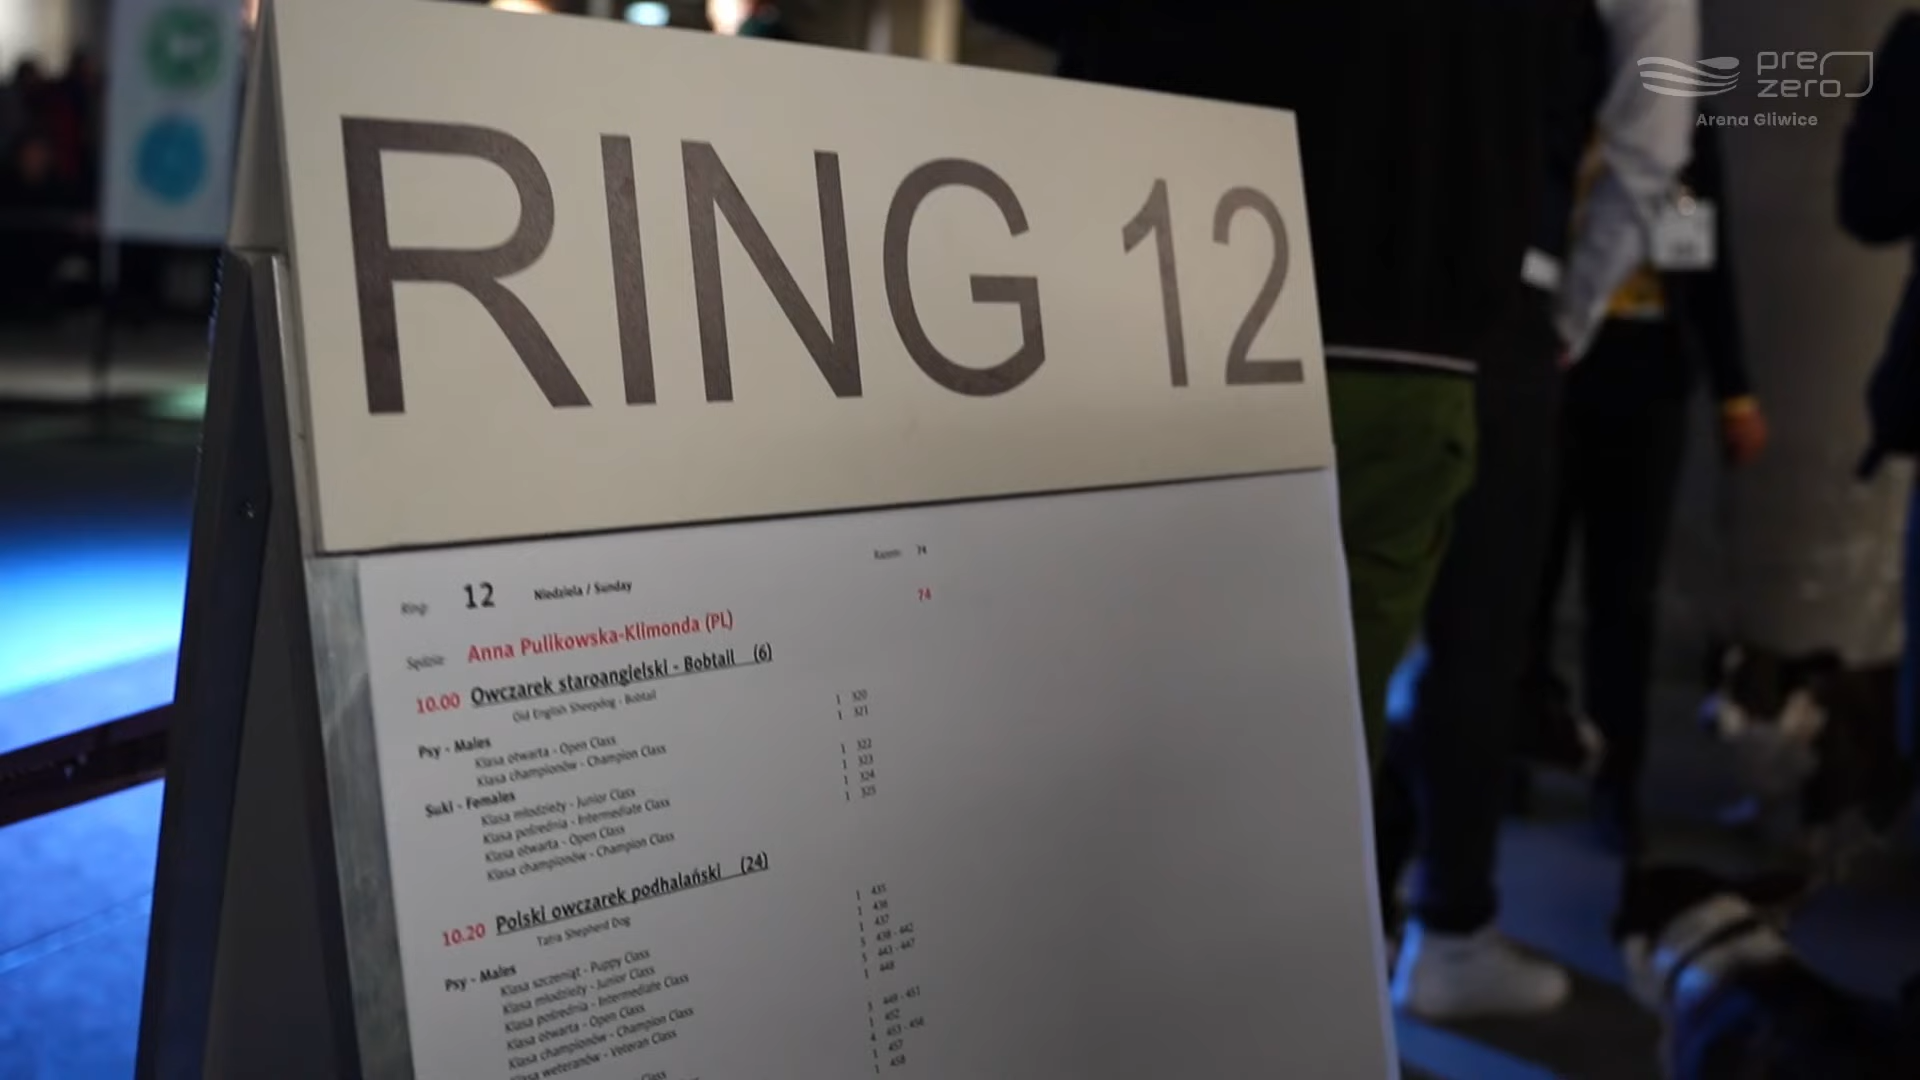 pre
zero
Arena Gliwice
RING 12
Razem 74
Ring: 12 Niedziela / Sunday
74
Sędzia: Anna Pulikowska-Klimonda (PL)
10.00 Owczarek staroangielski - Bobtail (6)
Old English Sheepdog - Bobtail
Psy - Males
Klasa otwarta - Open Class 1 320
Klasa championów - Champion Class 1 321
Suki - Females
Klasa młodzieży - Junior Class 1 322
Klasa pośrednia - Intermediate Class 1 323
Klasa otwarta - Open Class 1 324
Klasa championów - Champion Class 1 325
10.20 Polski owczarek podhalański (24)
Tatra Shepherd Dog
Psy - Males
Klasa szczeniąt - Puppy Class 1 435
Klasa młodzieży - Junior Class 1 436
Klasa pośrednia - Intermediate Class 1 437
Klasa otwarta - Open Class 5 438 - 442
Klasa championów - Champion Class 5 443 - 447
Klasa weteranów - Veteran Class 1 448
Class 449 - 451
1 452
4 453 - 456
1 457
1 458